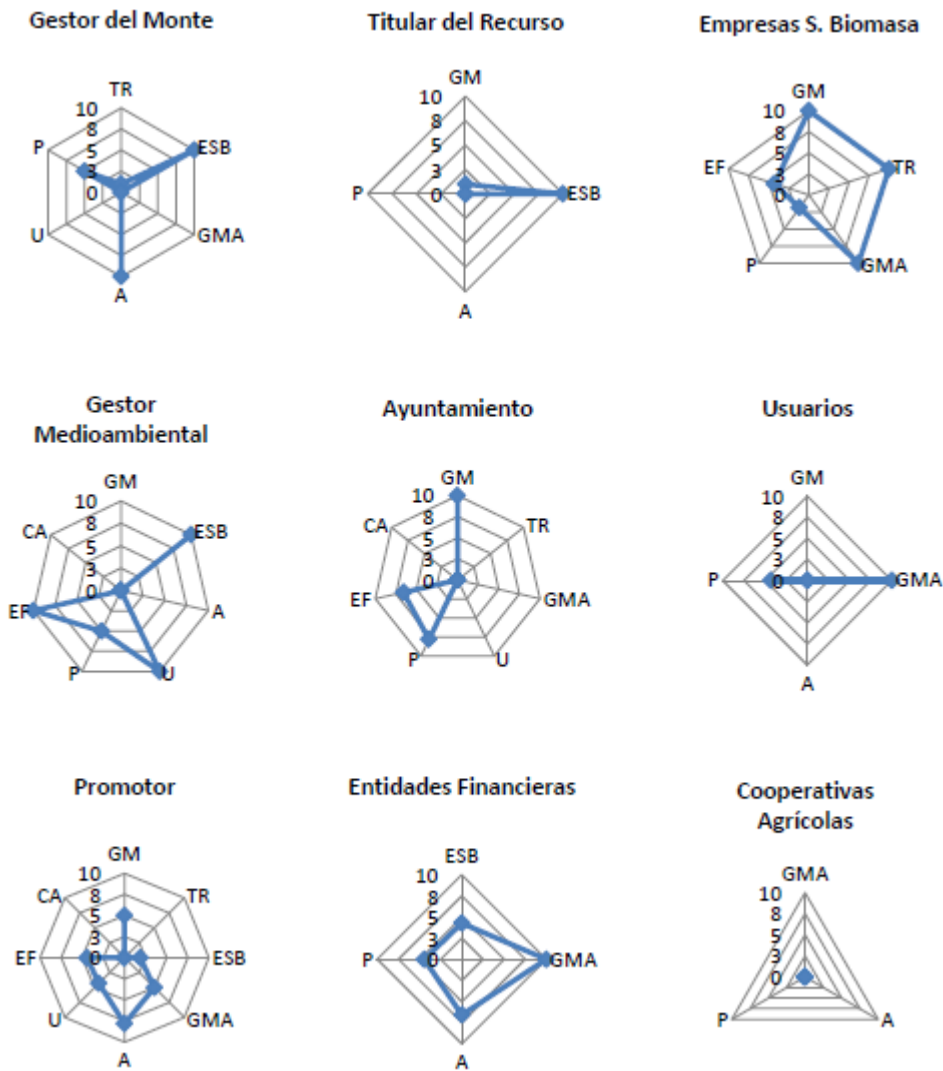 Gestor del Monte
TR
10
8
5
3
0
P
ESB
U
GMA
A
Titular del Recurso
GM
10
8
5
3
0
P
ESB
A
Empresas S. Biomasa
GM
10
8
5
3
0
EF
TR
P
GMA
Gestor
Medioambiental
GM
10
8
5
3
0
CA
ESB
EF
A
P
U
Ayuntamiento
GM
10
8
5
3
0
CA
TR
EF
GMA
P
U
Usuarios
GM
10
8
5
3
0
P
GMA
A
Promotor
GM
10
8
5
3
0
CA
TR
EF
ESB
U
GMA
A
Entidades Financieras
ESB
10
8
5
3
0
P
GMA
A
Cooperativas
Agrícolas
GMA
10
8
5
3
0
P
A